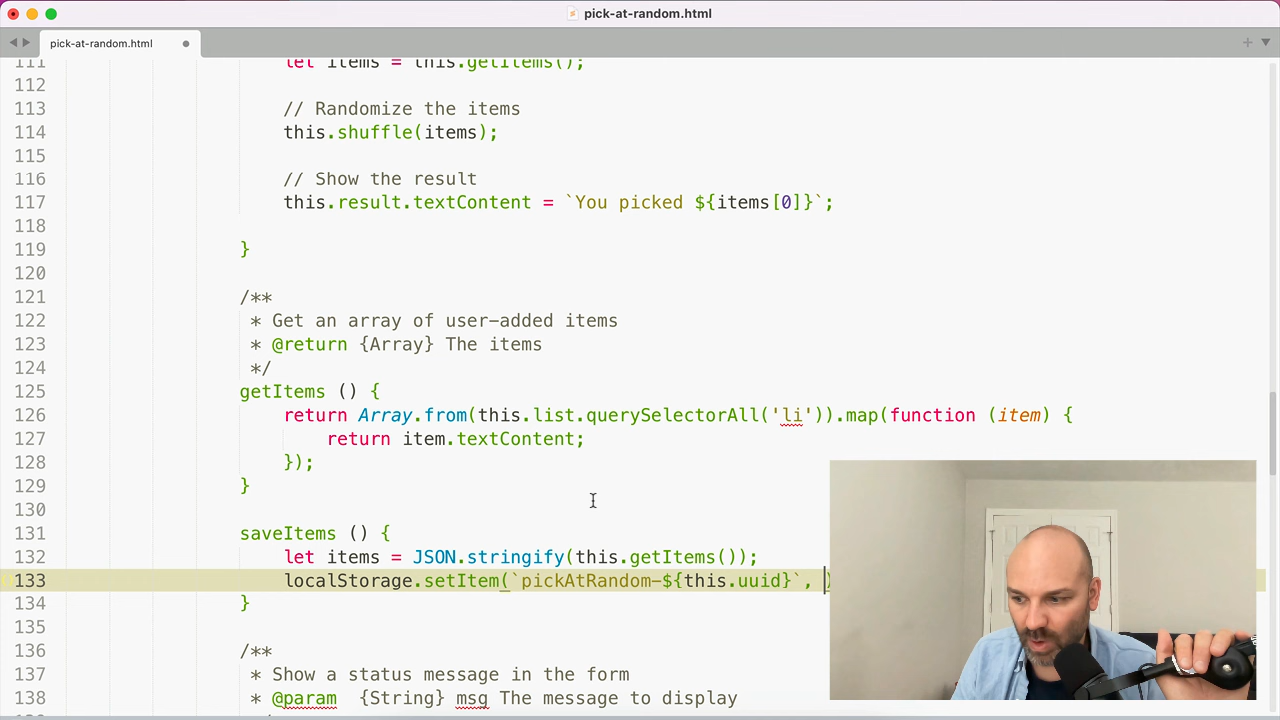 pick-at-random.html
pick-at-random.html
111 let items = this.getItems();
112
113 // Randomize the items
114 this.shuffle(items);
115
116 // Show the result
117 this.result.textContent = `You picked ${items[0]}`;
118
119 }
120
121 /**
122 * Get an array of user-added items
123 * @return {Array} The items
124 */
125 getItems () {
126 return Array.from(this.list.querySelectorAll('li')).map(function (item) {
127 return item.textContent;
128 });
129 }
130
131 saveItems () {
132 let items = JSON.stringify(this.getItems());
133 localStorage.setItem(`pickAtRandom-${this.uuid}`, )
134 }
135
136 /**
137 * Show a status message in the form
138 * @param {String} msg The message to display